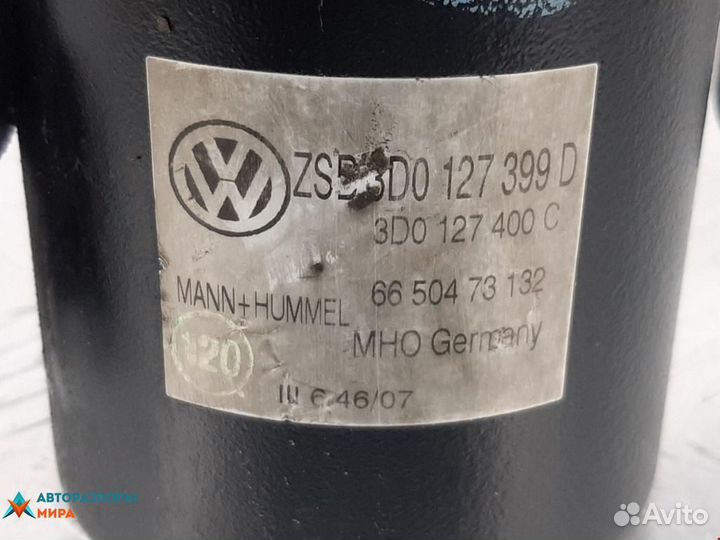 ZSB 3D0 127 399 D
3D0 127 400 C
MANN+HUMMEL 66 504 73 132
MHO Germany
120
6 46/07
АВТОРАЗБОРЫ
МИРА
Avito